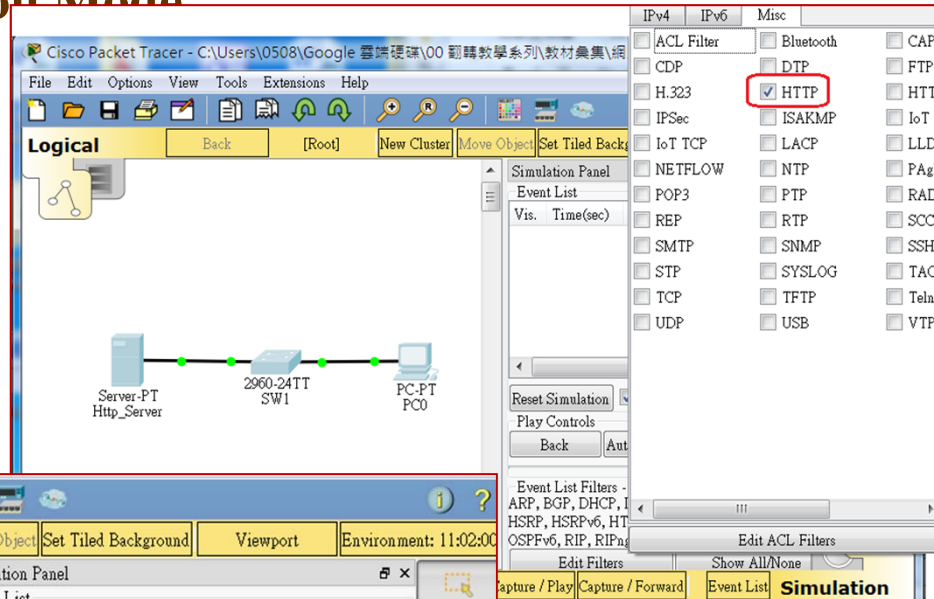 Cisco Packet Tracer - C:\Users\0508\Google 雲端硬碟\00 翻轉教學系列\教材彙集\網
File Edit Options View Tools Extensions Help
Logical Back [Root] New Cluster Move Object Set Tiled Backg
Simulation Panel
Event List
Vis. Time(sec)
Server-PT
Http_Server
2960-24TT
SW1
PC-PT
PC0
Reset Simulation
Play Controls
Back Aut
Event List Filters -
ARP, BGP, DHCP,
HSRP, HSRPv6, HT
OSPFv6, RIP, RIPng
Edit Filters Show All/None
IPv4 IPv6 Misc
ACL Filter Bluetooth CAP
CDP DTP FTP
H.323 HTTP HTT
IPSec ISAKMP IoT
IoT TCP LACP LLD
NETFLOW NTP PAg
POP3 PTP RAD
REP RTP SCC
SMTP SNMP SSH
STP SYSLOG TAC
TCP TFTP Teln
UDP USB VTP
Edit ACL Filters
Object Set Tiled Background Viewport Environment: 11:02:00
tion Panel
List
apture / Play Capture / Forward Event List Simulation